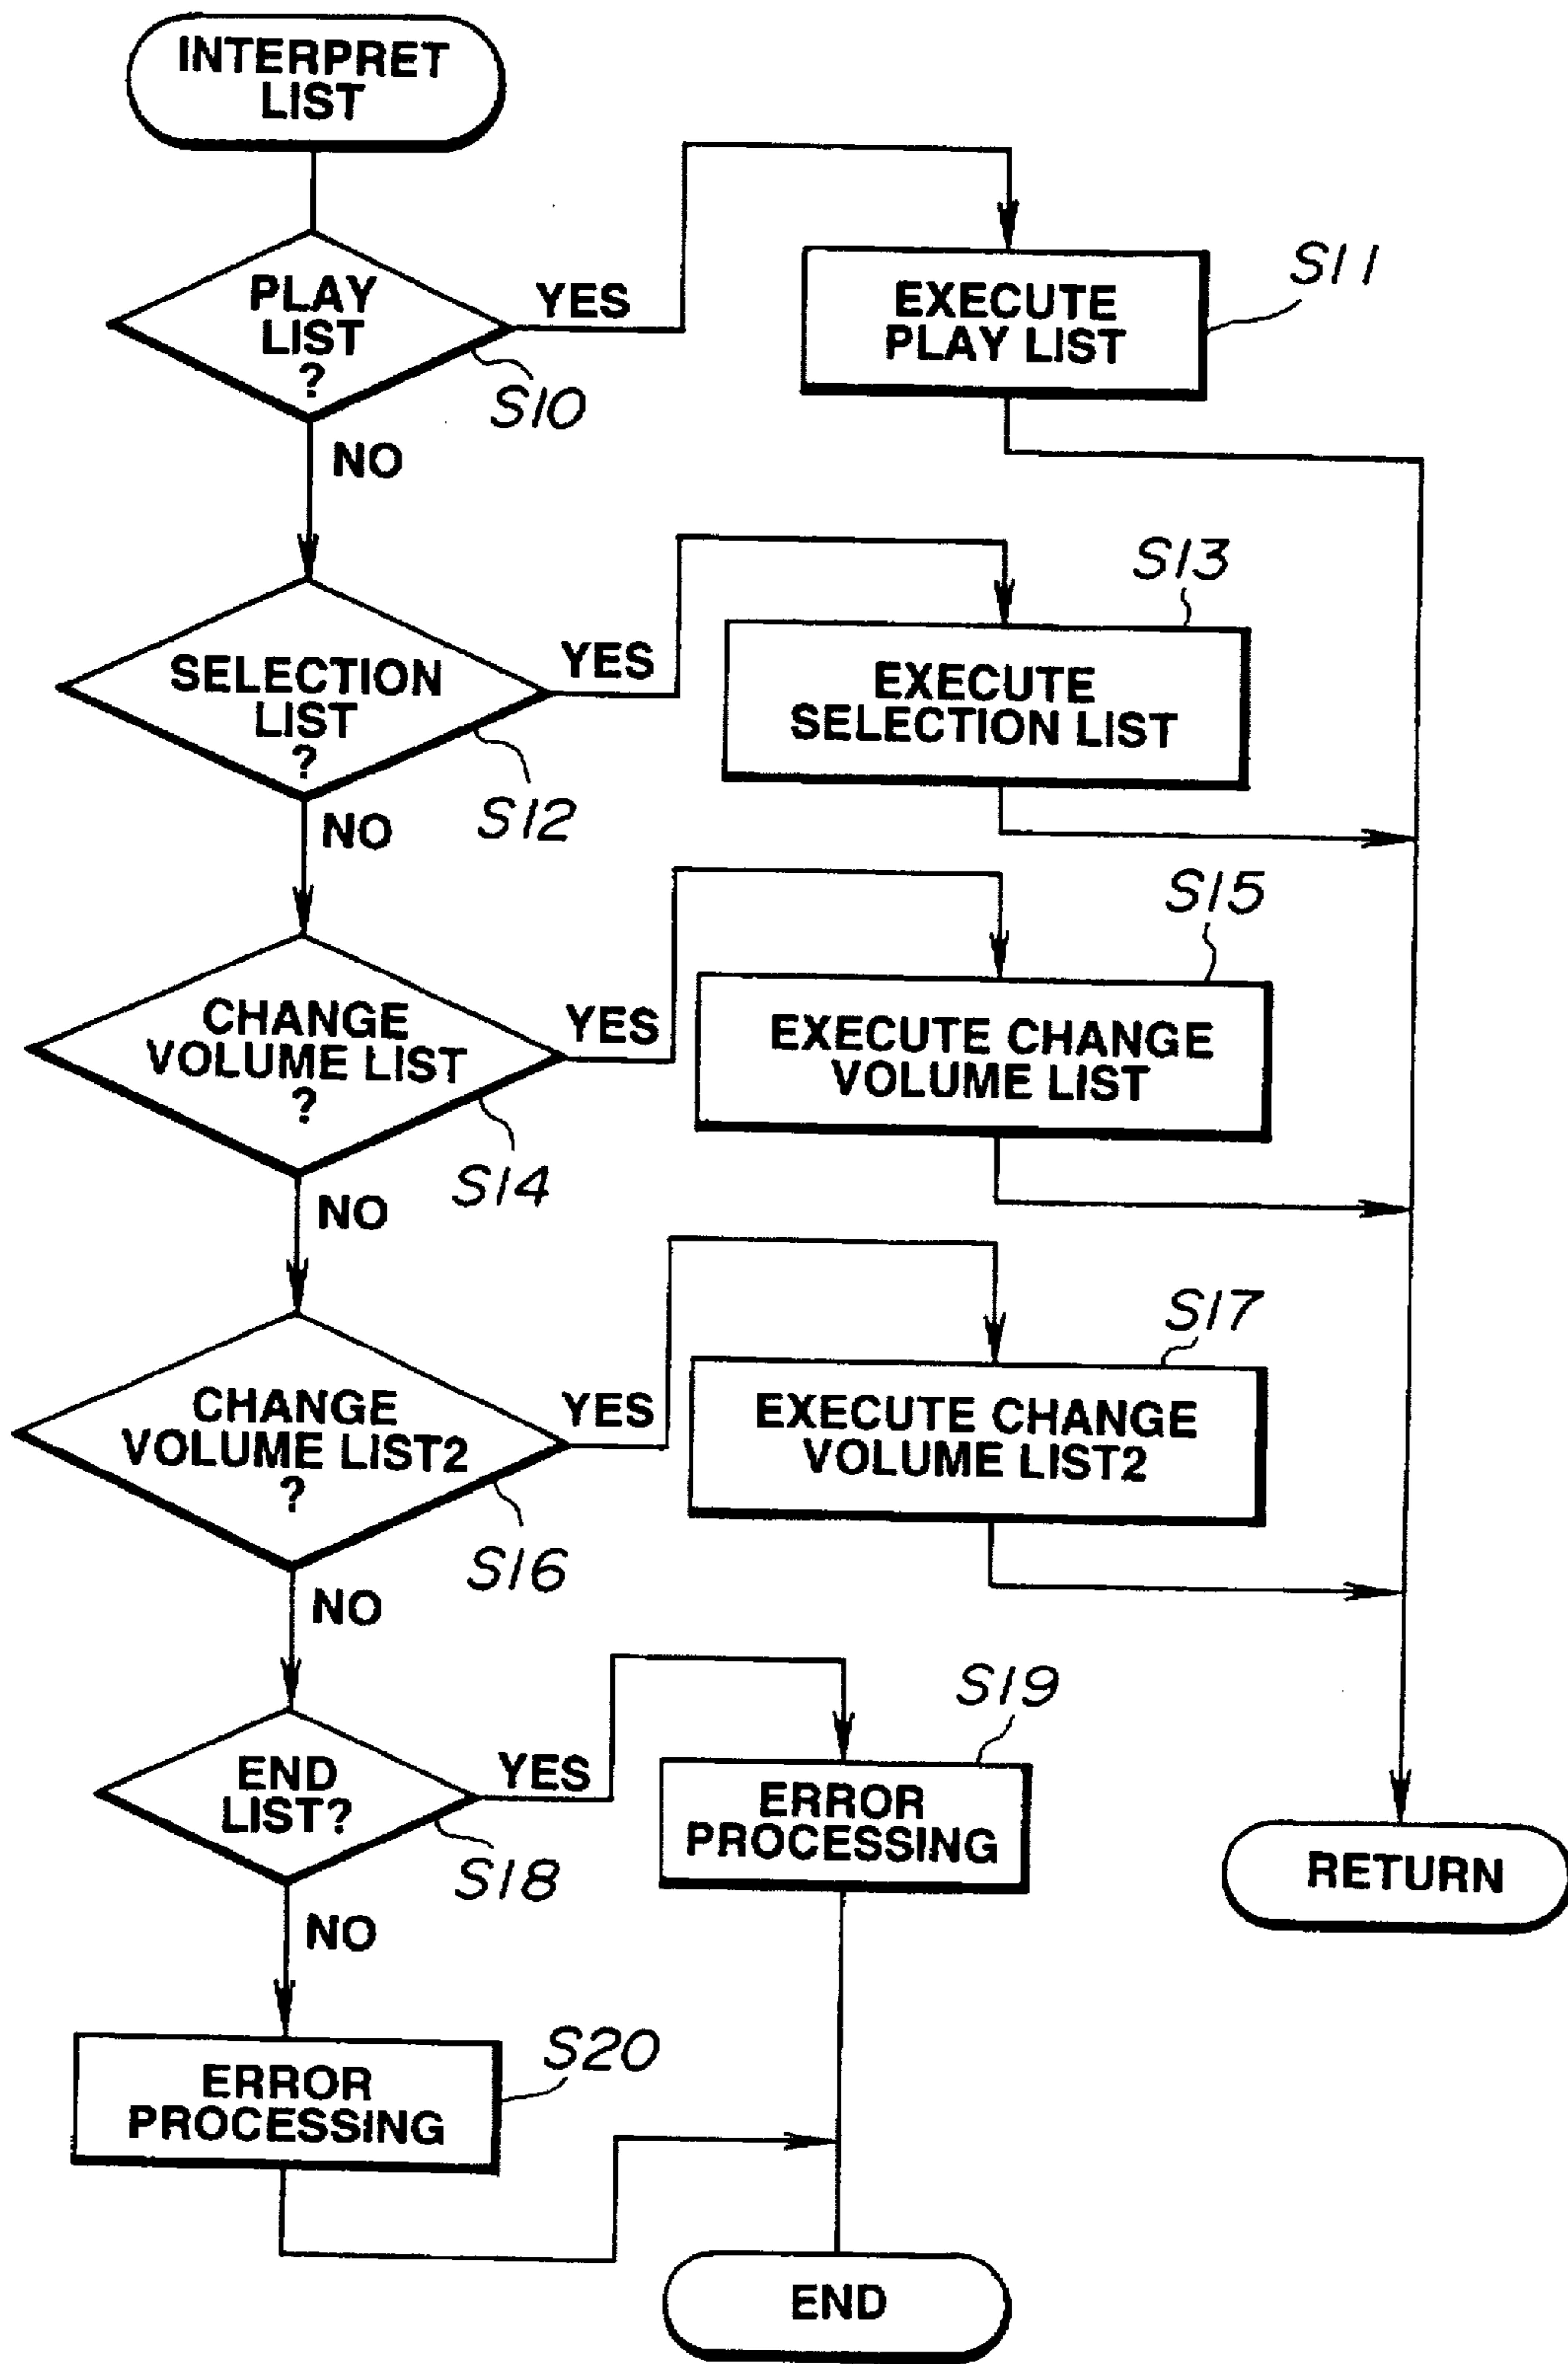 INTERPRET
LIST
PLAY
LIST
?
YES
S10
NO
EXECUTE
PLAY LIST
S11
SELECTION
LIST
?
YES
S12
NO
EXECUTE
SELECTION LIST
S13
CHANGE
VOLUME LIST
?
YES
S14
NO
EXECUTE CHANGE
VOLUME LIST
S15
CHANGE
VOLUME LIST2
?
YES
S16
NO
EXECUTE CHANGE
VOLUME LIST2
S17
END
LIST?
YES
S18
NO
ERROR
PROCESSING
S19
RETURN
ERROR
PROCESSING
S20
END